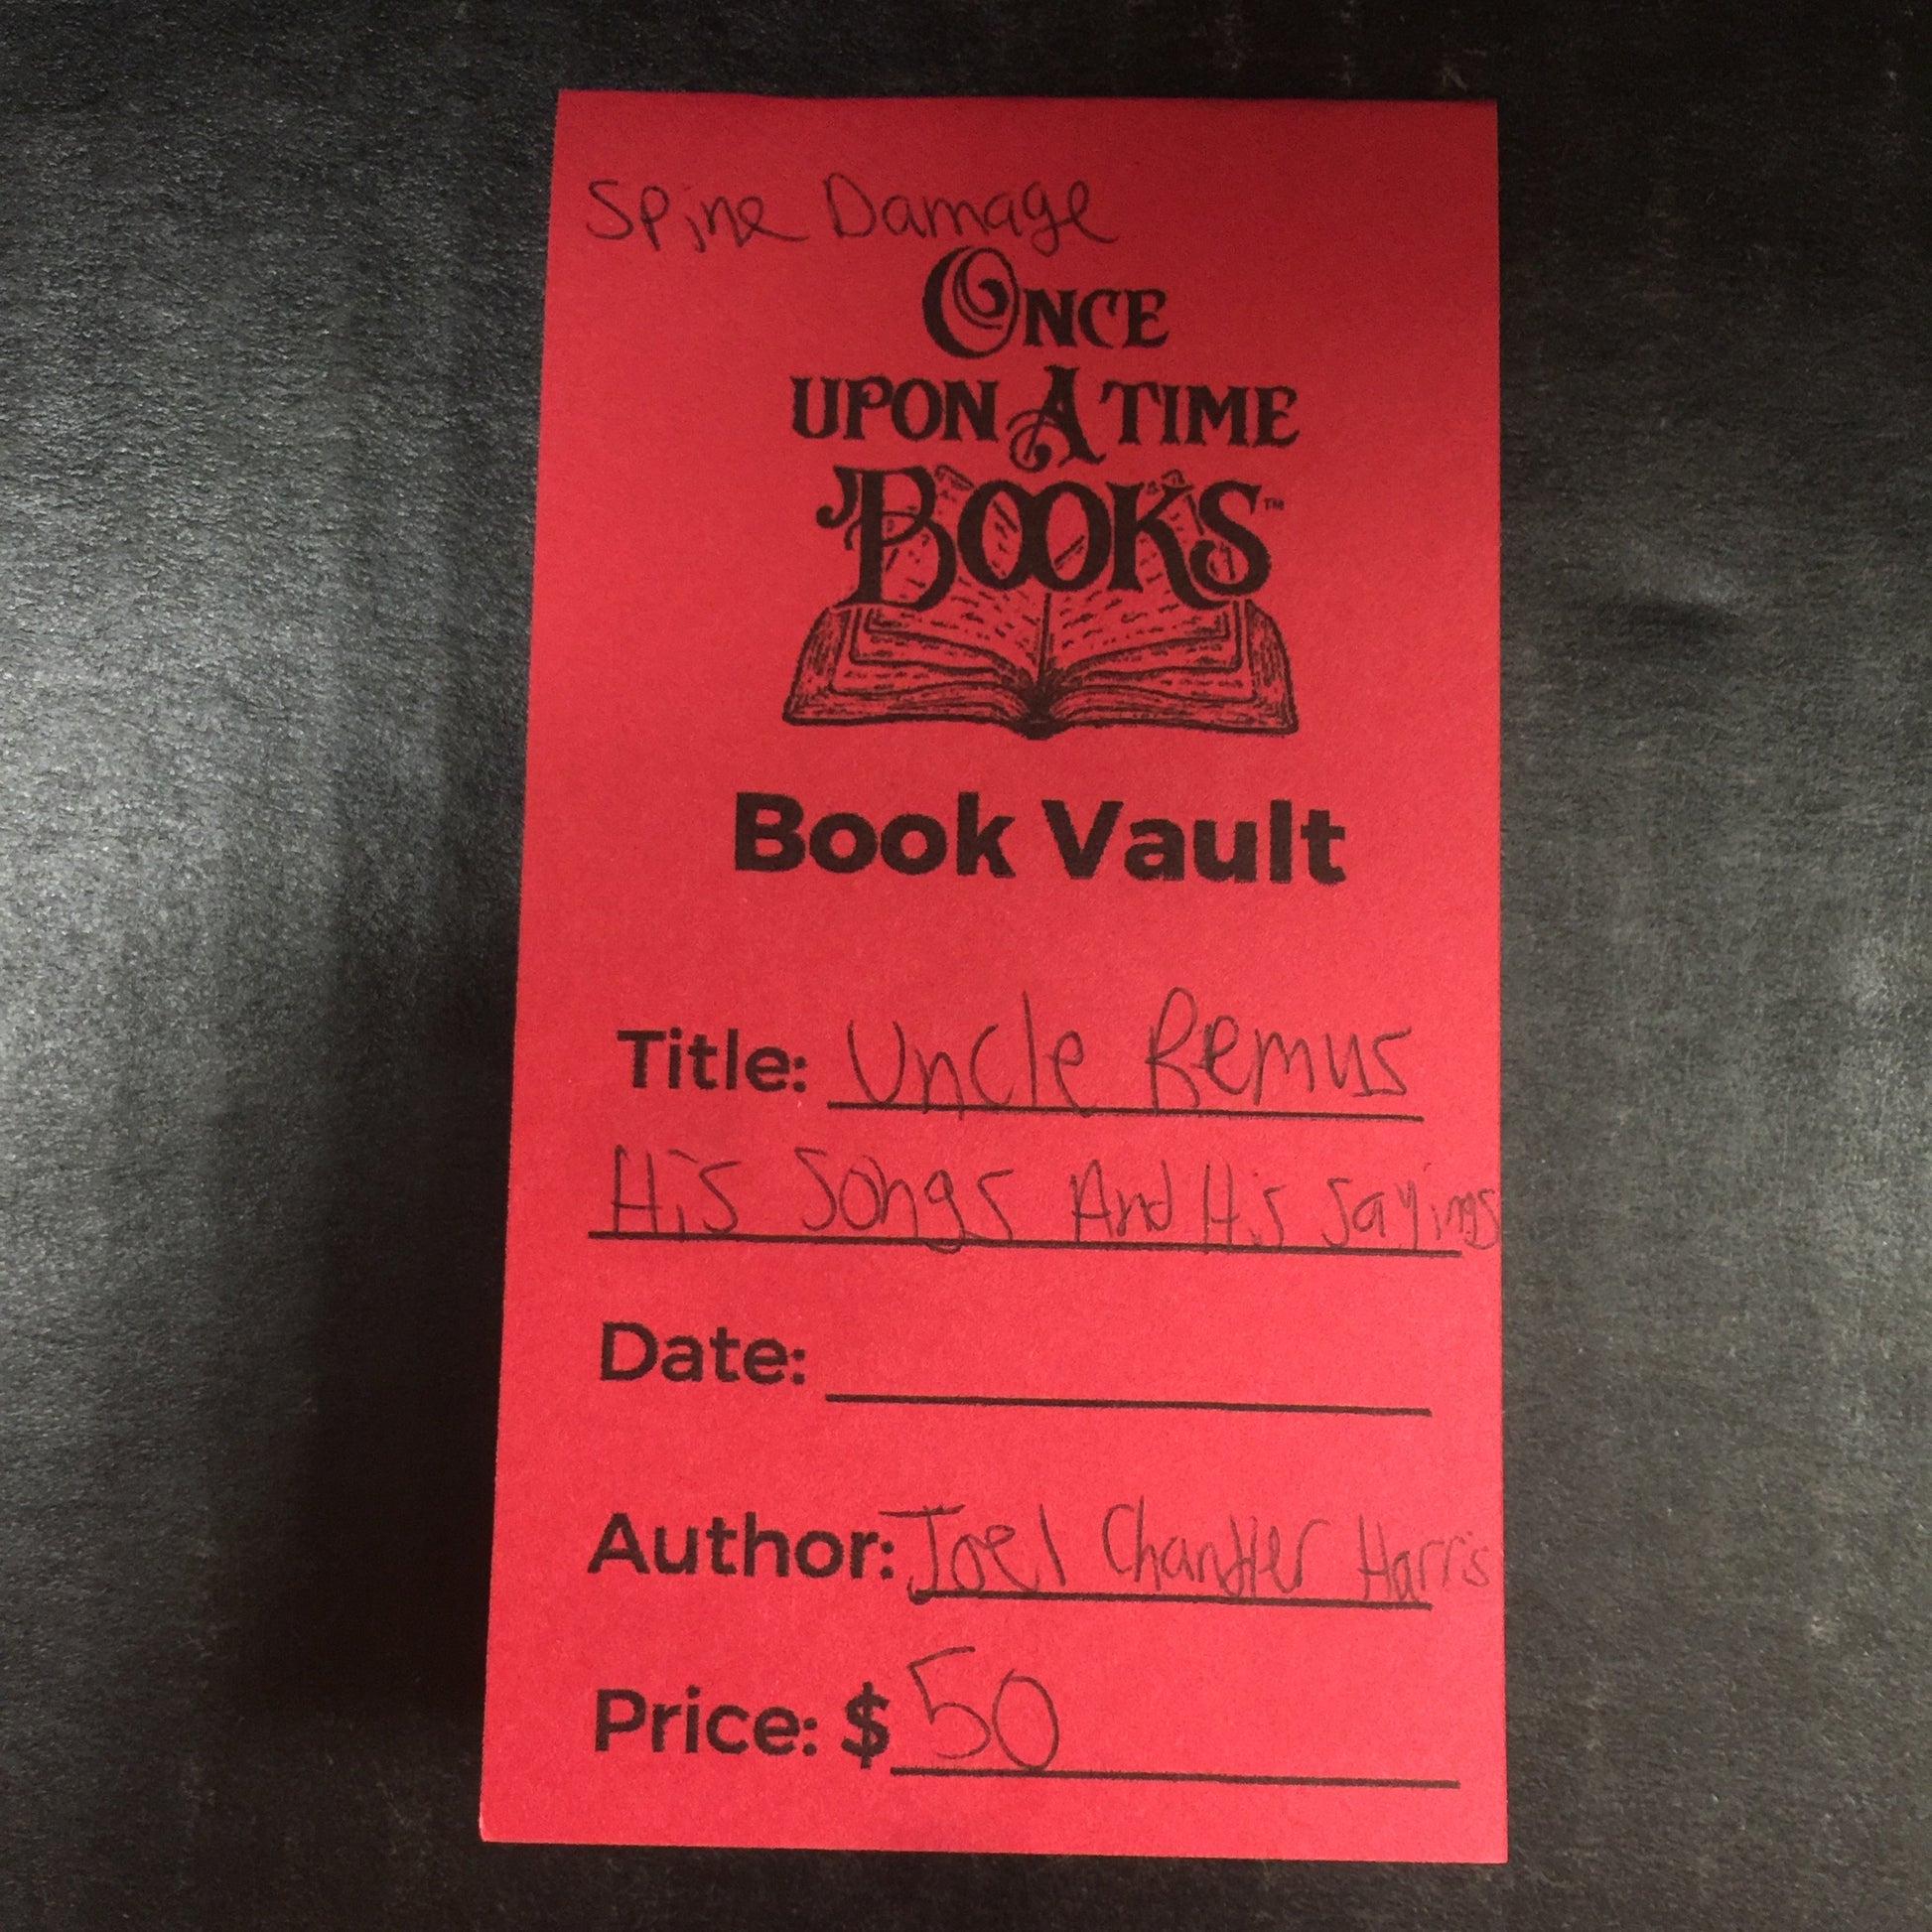 Spine Damage
ONCE
UPON A TIME
BOOKS™
Book Vault
Title: Uncle Remus
His Songs And His Sayings
Date:
Author: Joel Chandler Harris
Price: $50